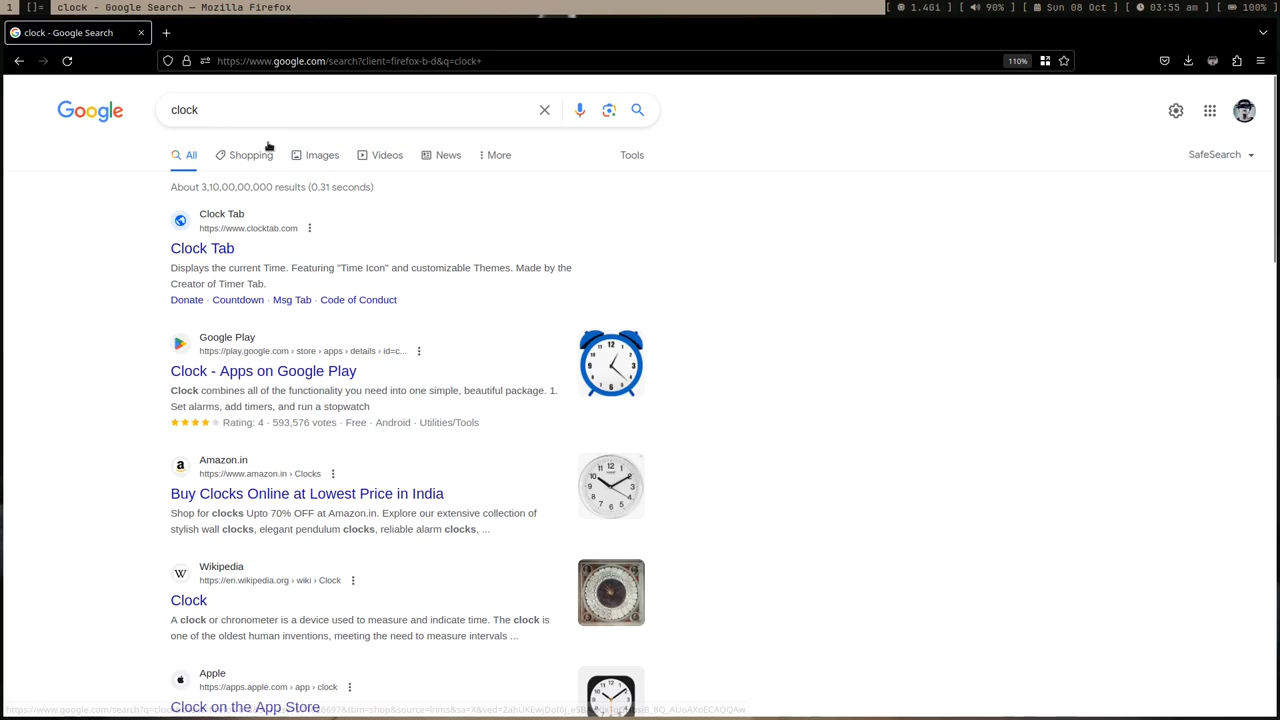 1 []= clock - Google Search — Mozilla Firefox [ 1.4Gi ] [ 90% ] [ Sun 08 Oct ] [ 03:55 am ] [ 100% ]
clock - Google Search
https://www.google.com/search?client=firefox-b-d&q=clock+ 110%
Google clock
All Shopping Images Videos News More Tools SafeSearch
About 3,10,00,00,000 results (0.31 seconds)
Clock Tab
https://www.clocktab.com
Clock Tab
Displays the current Time. Featuring "Time Icon" and customizable Themes. Made by the
Creator of Timer Tab.
Donate · Countdown · Msg Tab · Code of Conduct
Google Play
https://play.google.com › store › apps › details › id=c...
Clock - Apps on Google Play
Clock combines all of the functionality you need into one simple, beautiful package. 1.
Set alarms, add timers, and run a stopwatch
Rating: 4 · 593,576 votes · Free · Android · Utilities/Tools
Amazon.in
https://www.amazon.in › Clocks
Buy Clocks Online at Lowest Price in India
Shop for clocks Upto 70% OFF at Amazon.in. Explore our extensive collection of
stylish wall clocks, elegant pendulum clocks, reliable alarm clocks, ...
Wikipedia
https://en.wikipedia.org › wiki › Clock
Clock
A clock or chronometer is a device used to measure and indicate time. The clock is
one of the oldest human inventions, meeting the need to measure intervals ...
Apple
https://apps.apple.com › app › clock
Clock on the App Store